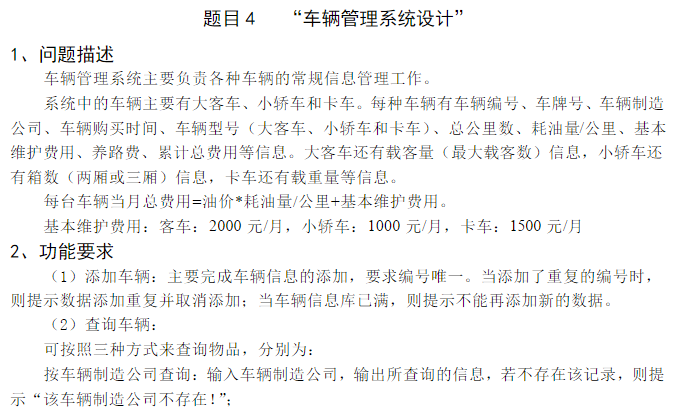 题目4 “车辆管理系统设计”
1、问题描述
车辆管理系统主要负责各种车辆的常规信息管理工作。
系统中的车辆主要有大客车、小轿车和卡车。每种车辆有车辆编号、车牌号、车辆制造
公司、车辆购买时间、车辆型号（大客车、小轿车和卡车）、总公里数、耗油量/公里、基本
维护费用、养路费、累计总费用等信息。大客车还有载客量（最大载客数）信息，小轿车还
有箱数（两厢或三厢）信息，卡车还有载重量等信息。
每台车辆当月总费用=油价*耗油量/公里+基本维护费用。
基本维护费用：客车：2000 元/月，小轿车：1000 元/月，卡车：1500 元/月
2、功能要求
（1）添加车辆：主要完成车辆信息的添加，要求编号唯一。当添加了重复的编号时，
则提示数据添加重复并取消添加；当车辆信息库已满，则提示不能再添加新的数据。
（2）查询车辆：
可按照三种方式来查询物品，分别为：
按车辆制造公司查询：输入车辆制造公司，输出所查询的信息，若不存在该记录，则提
示“该车辆制造公司不存在！”；